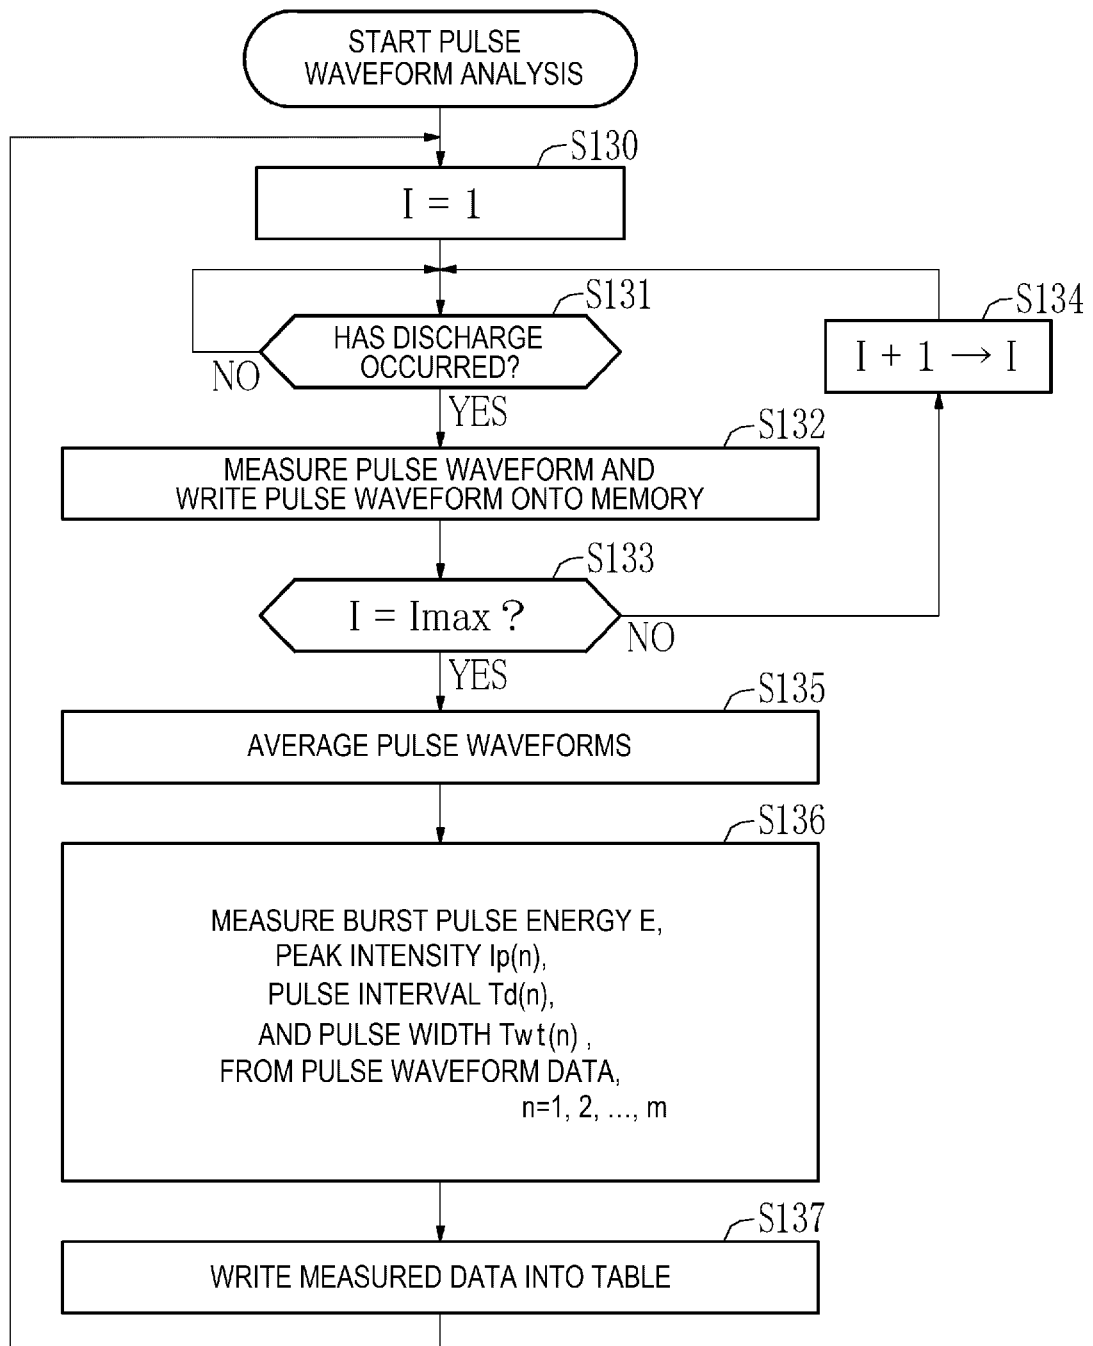 START PULSE
WAVEFORM ANALYSIS
S130
I = 1
S131
HAS DISCHARGE
OCCURRED?
NO
YES
S134
I + 1 → I
S132
MEASURE PULSE WAVEFORM AND
WRITE PULSE WAVEFORM ONTO MEMORY
S133
I = Imax ?
NO
YES
S135
AVERAGE PULSE WAVEFORMS
S136
MEASURE BURST PULSE ENERGY E,
PEAK INTENSITY Ip(n),
PULSE INTERVAL Td(n),
AND PULSE WIDTH Twt(n) ,
FROM PULSE WAVEFORM DATA,
n=1, 2, ..., m
S137
WRITE MEASURED DATA INTO TABLE